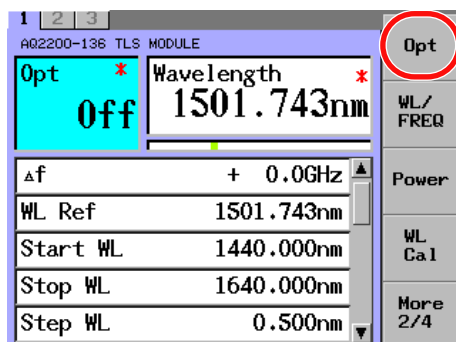 1 2 3
AQ2200-136 TLS MODULE
Opt *
Off
Wavelength *
1501.743nm
▵f + 0.0GHz
WL Ref 1501.743nm
Start WL 1440.000nm
Stop WL 1640.000nm
Step WL 0.500nm
Opt
WL/
FREQ
Power
WL
Cal
More
2/4